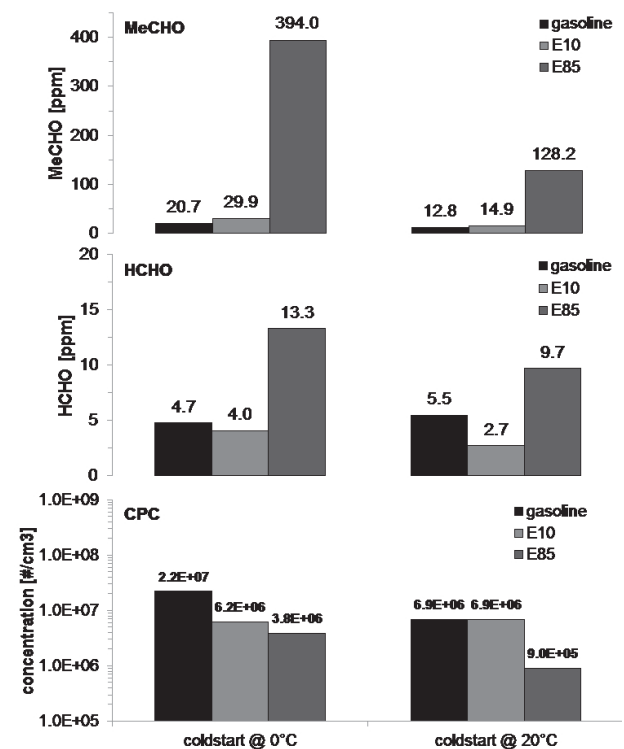 MeCHO
gasoline
E10
E85
MeCHO [ppm]
400
300
200
100
0
20.7
29.9
394.0
12.8
14.9
128.2
HCHO
gasoline
E10
E85
HCHO [ppm]
20
15
10
5
0
4.7
4.0
13.3
5.5
2.7
9.7
CPC
gasoline
E10
E85
concentration [#/cm3]
1.0E+09
1.0E+08
1.0E+07
1.0E+06
1.0E+05
2.2E+07
6.2E+06
3.8E+06
6.9E+06
6.9E+06
9.0E+05
coldstart @ 0°C
coldstart @ 20°C